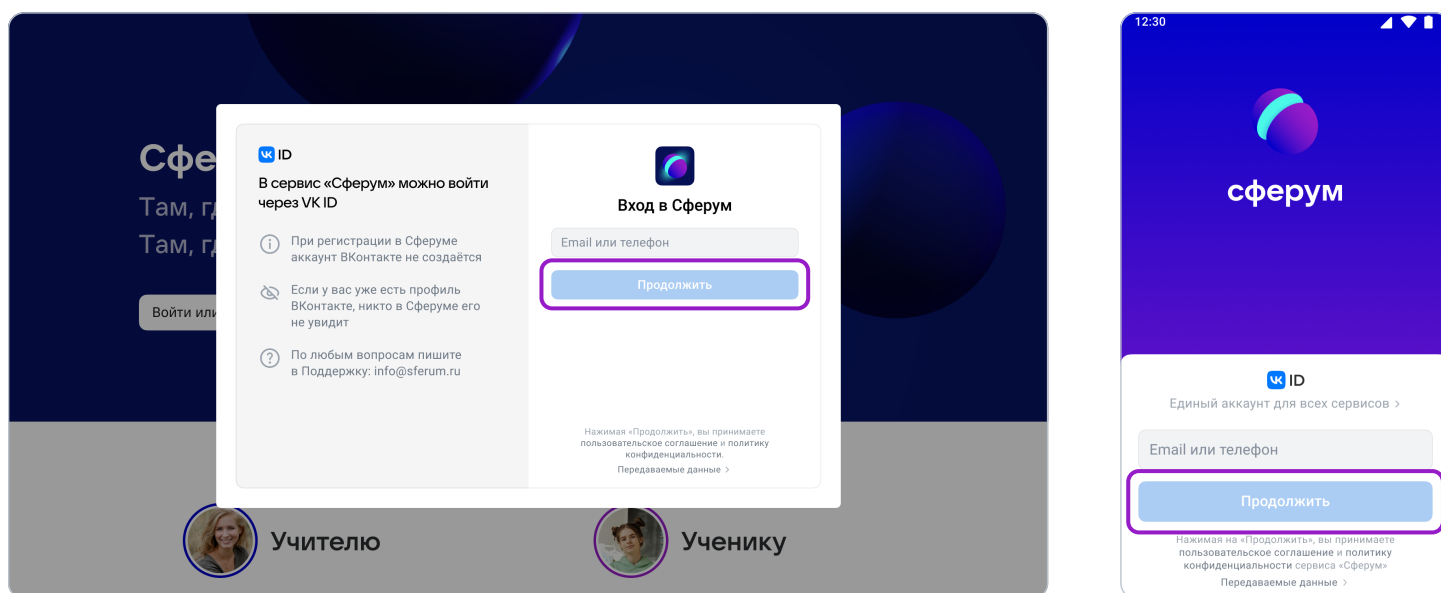 Сфе
Там, г
Там, г
Войти или
VK ID
В сервис «Сферум» можно войти
через VK ID
При регистрации в Сферуме
аккаунт ВКонтакте не создаётся
Если у вас уже есть профиль
ВКонтакте, никто в Сферуме его
не увидит
По любым вопросам пишите
в Поддержку: info@sferum.ru
Вход в Сферум
Email или телефон
Продолжить
Нажимая «Продолжить», вы принимаете
пользовательское соглашение и политику
конфиденциальности.
Передаваемые данные >
Учителю
Ученику
12:30
сферум
VK ID
Единый аккаунт для всех сервисов >
Email или телефон
Продолжить
Нажимая на «Продолжить», вы принимаете
пользовательское соглашение и политику
конфиденциальности сервиса «Сферум»
Передаваемые данные >